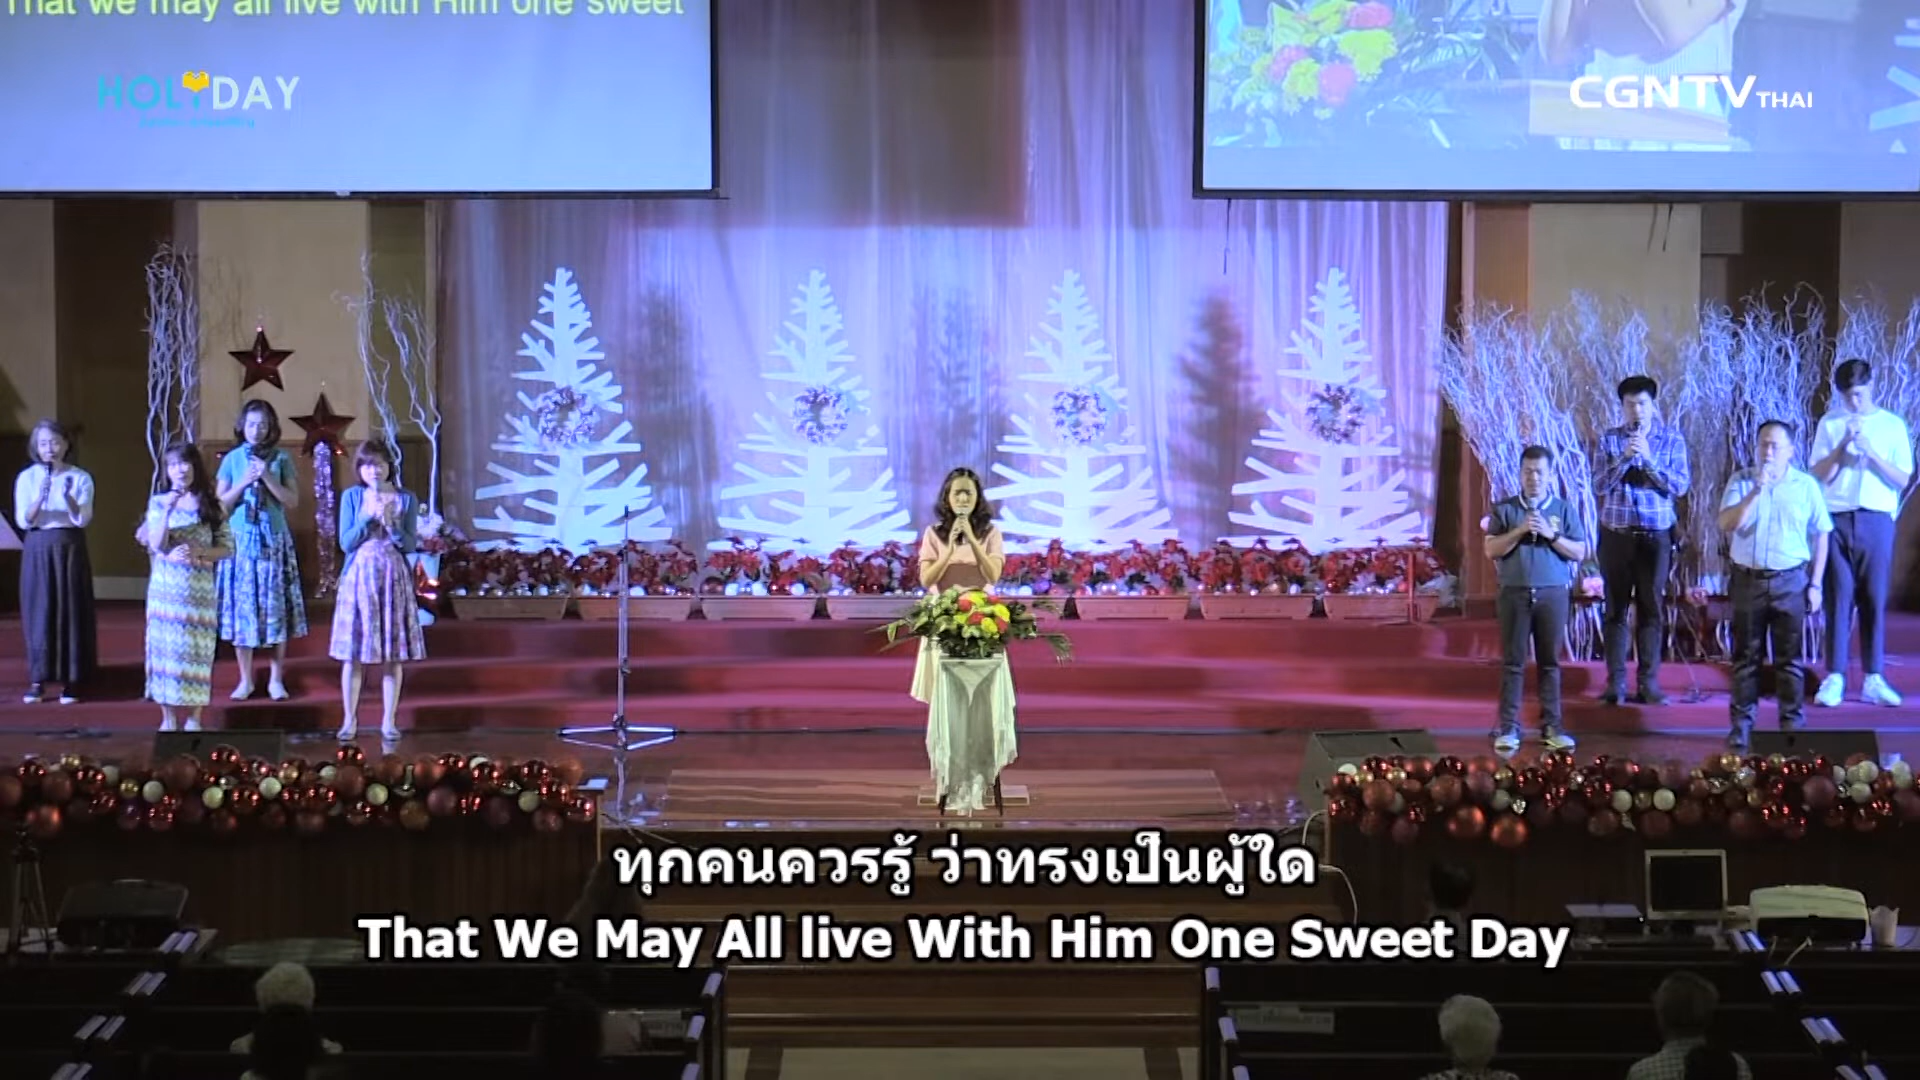 That we may all live with Him one sweet
HOLYDAY
CGNTV THAI
ทุกคนควรรู้ ว่าทรงเป็นผู้ใด
That We May All live With Him One Sweet Day